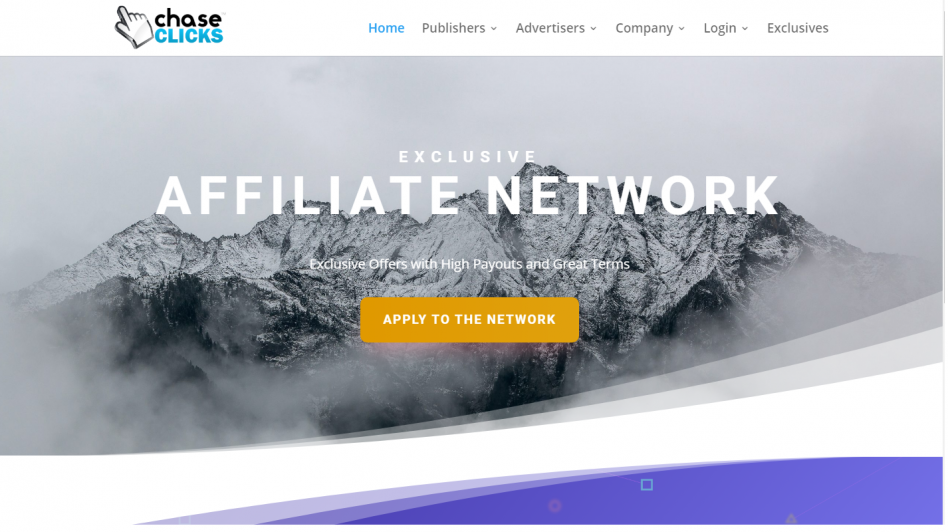 chase
CLICKS
Home Publishers Advertisers Company Login Exclusives
EXCLUSIVE
AFFILIATE NETWORK
Exclusive Offers with High Payouts and Great Terms
APPLY TO THE NETWORK